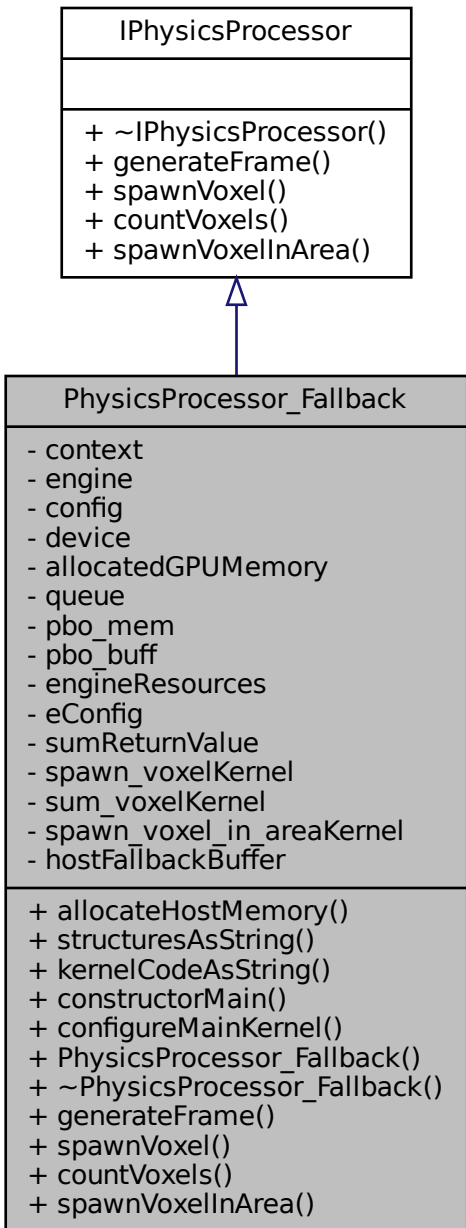 IPhysicsProcessor
+ ~IPhysicsProcessor()
+ generateFrame()
+ spawnVoxel()
+ countVoxels()
+ spawnVoxelInArea()
PhysicsProcessor_Fallback
- context
- engine
- config
- device
- allocatedGPUMemory
- queue
- pbo_mem
- pbo_buff
- engineResources
- eConfig
- sumReturnValue
- spawn_voxelKernel
- sum_voxelKernel
- spawn_voxel_in_areaKernel
- hostFallbackBuffer
+ allocateHostMemory()
+ structuresAsString()
+ kernelCodeAsString()
+ constructorMain()
+ configureMainKernel()
+ PhysicsProcessor_Fallback()
+ ~PhysicsProcessor_Fallback()
+ generateFrame()
+ spawnVoxel()
+ countVoxels()
+ spawnVoxelInArea()